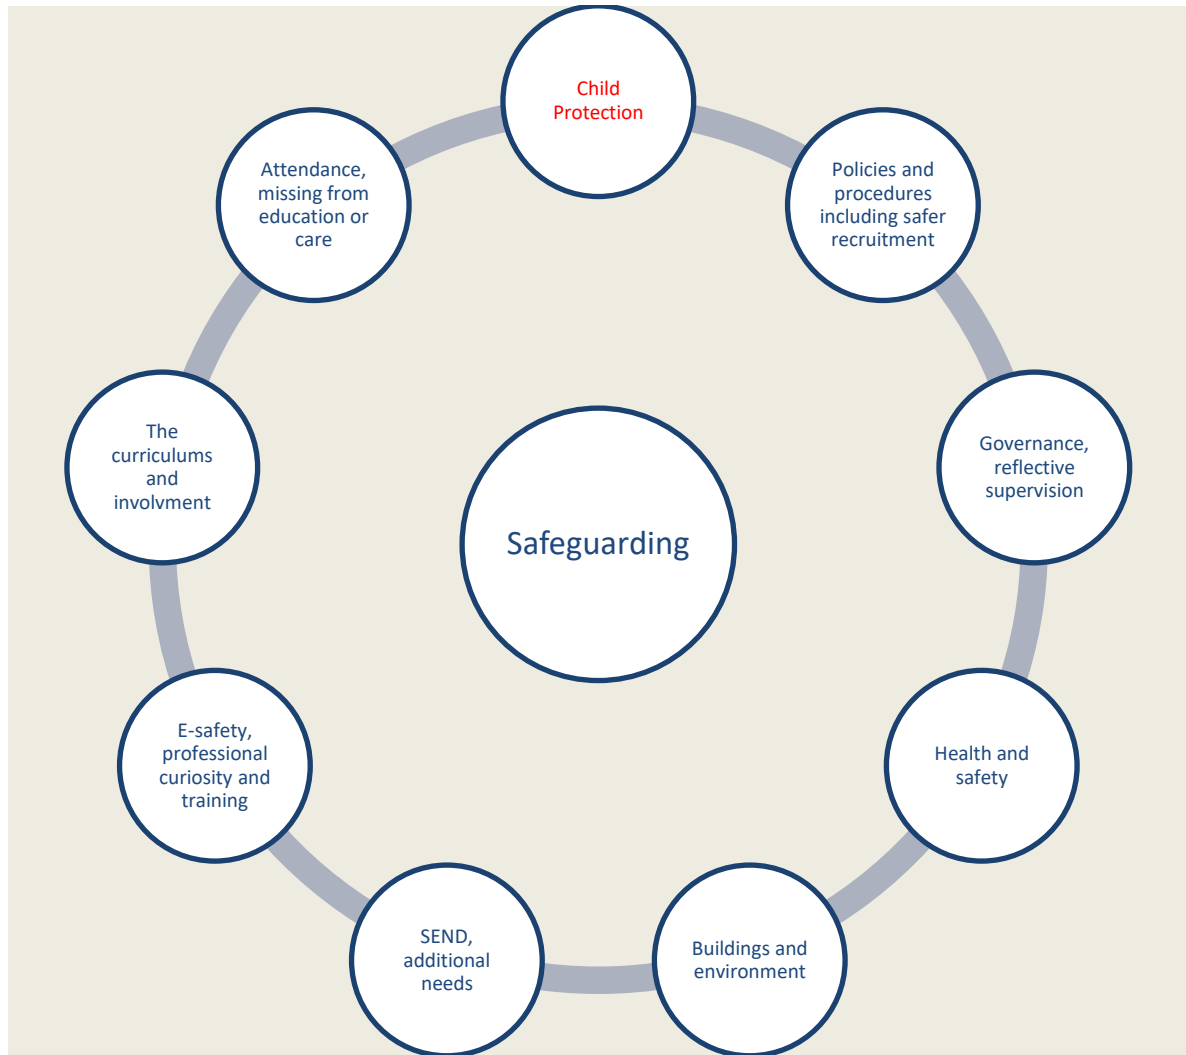 Child
Protection
Policies and
procedures
including safer
recruitment
Governance,
reflective
supervision
Health and
safety
Buildings and
environment
SEND,
additional
needs
E-safety,
professional
curiosity and
training
The
curriculums
and
involvment
Attendance,
missing from
education or
care
Safeguarding